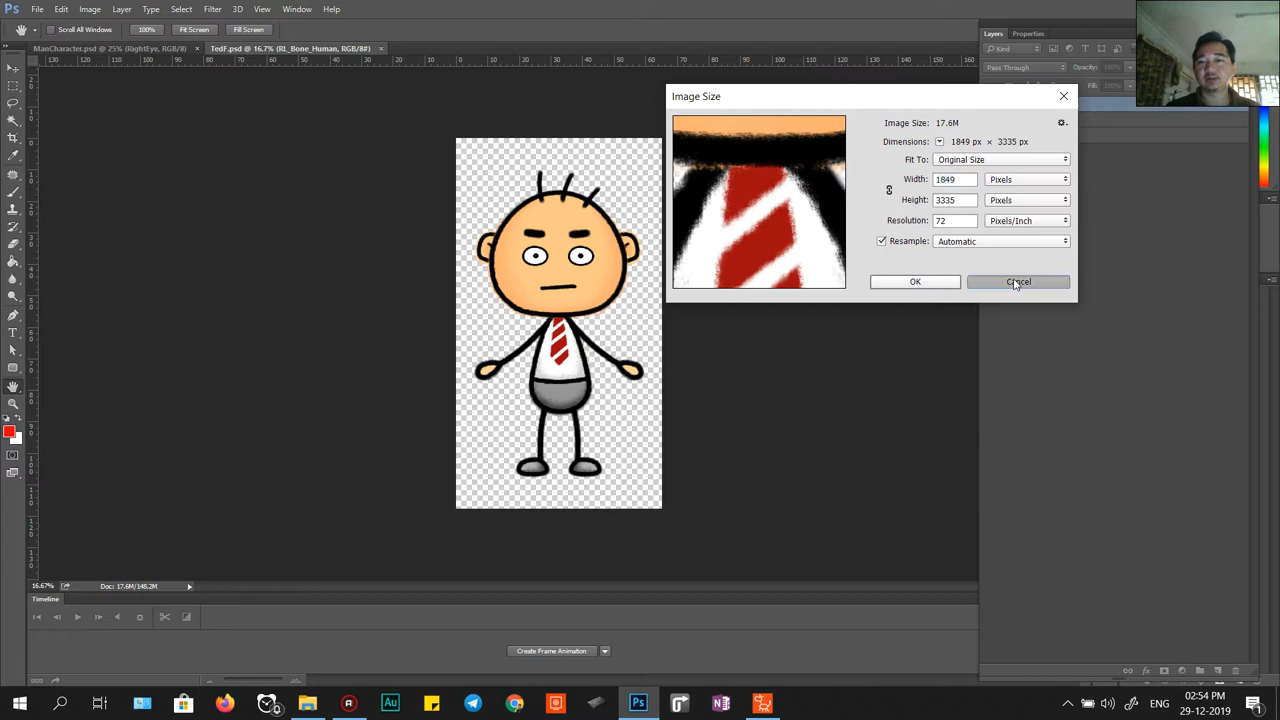 Ps File Edit Image Layer Type Select Filter 3D View Window Help
Scroll All Windows 100% Fit Screen Fill Screen
ManCharacter.psd @ 25% (RightEye, RGB/8) × TedF.psd @ 16.7% (RL_Bone_Human, RGB/8#) ×
Layers Properties
Kind
Pass Through Opacity: 100%
Fill: 100%
Image Size
Image Size: 17.6M
Dimensions: 1849 px × 3335 px
Fit To: Original Size
Width: 1849 Pixels
Height: 3335 Pixels
Resolution: 72 Pixels/Inch
Resample: Automatic
OK Cancel
16.67% Doc: 17.6M/148.2M
Timeline
Create Frame Animation
Au Ps N
ENG 02:54 PM
29-12-2019